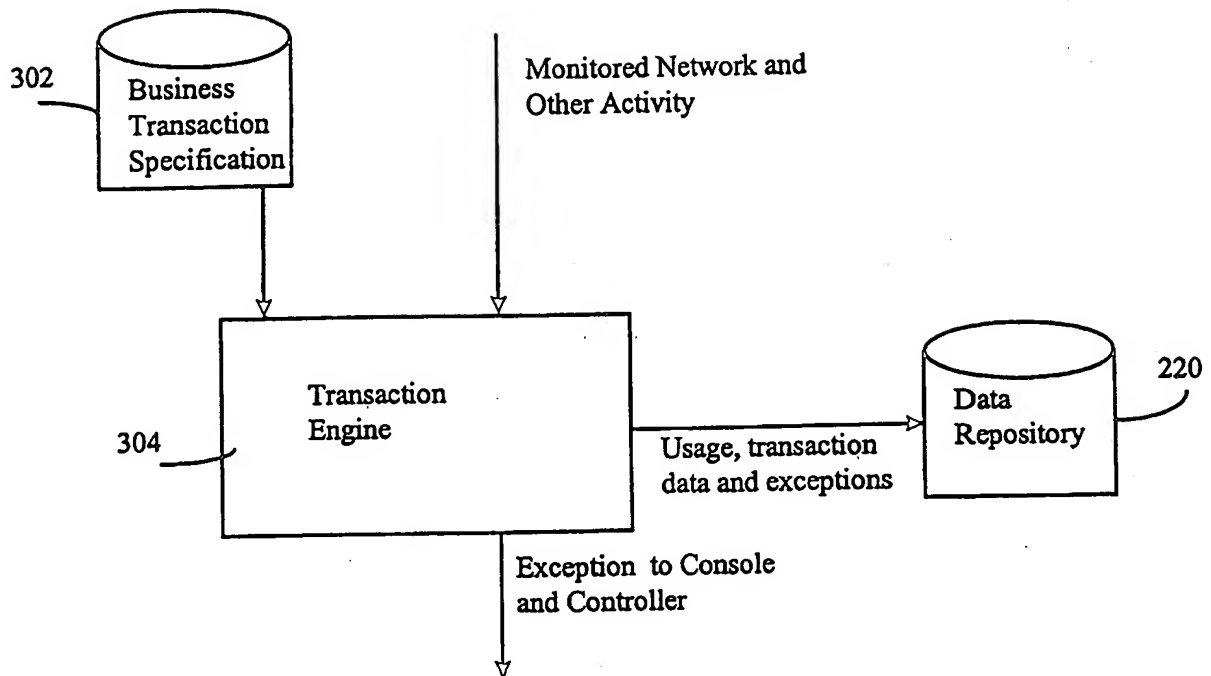 302
Business
Transaction
Specification
Monitored Network and
Other Activity
304
Transaction
Engine
Usage, transaction
data and exceptions
Data
Repository
220
Exception to Console
and Controller